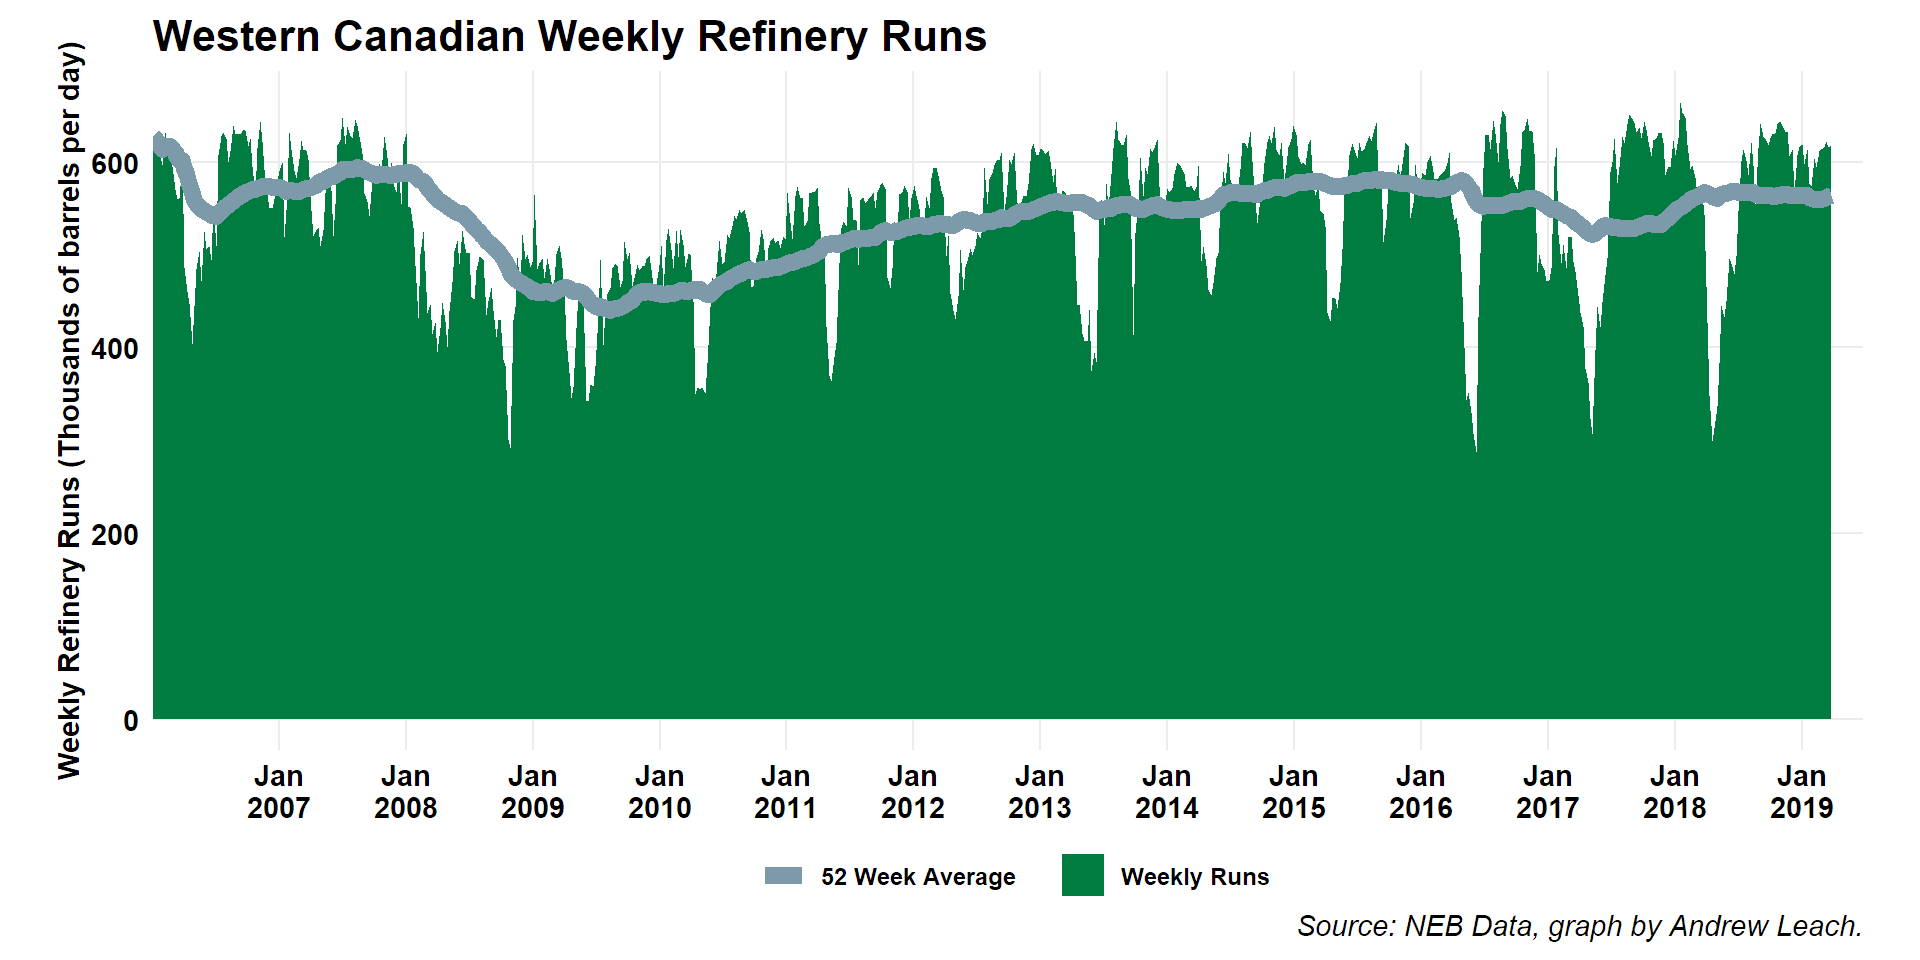 Western Canadian Weekly Refinery Runs
Weekly Refinery Runs (Thousands of barrels per day)
600
400
200
0
Jan 2007
Jan 2008
Jan 2009
Jan 2010
Jan 2011
Jan 2012
Jan 2013
Jan 2014
Jan 2015
Jan 2016
Jan 2017
Jan 2018
Jan 2019
52 Week Average
Weekly Runs
Source: NEB Data, graph by Andrew Leach.